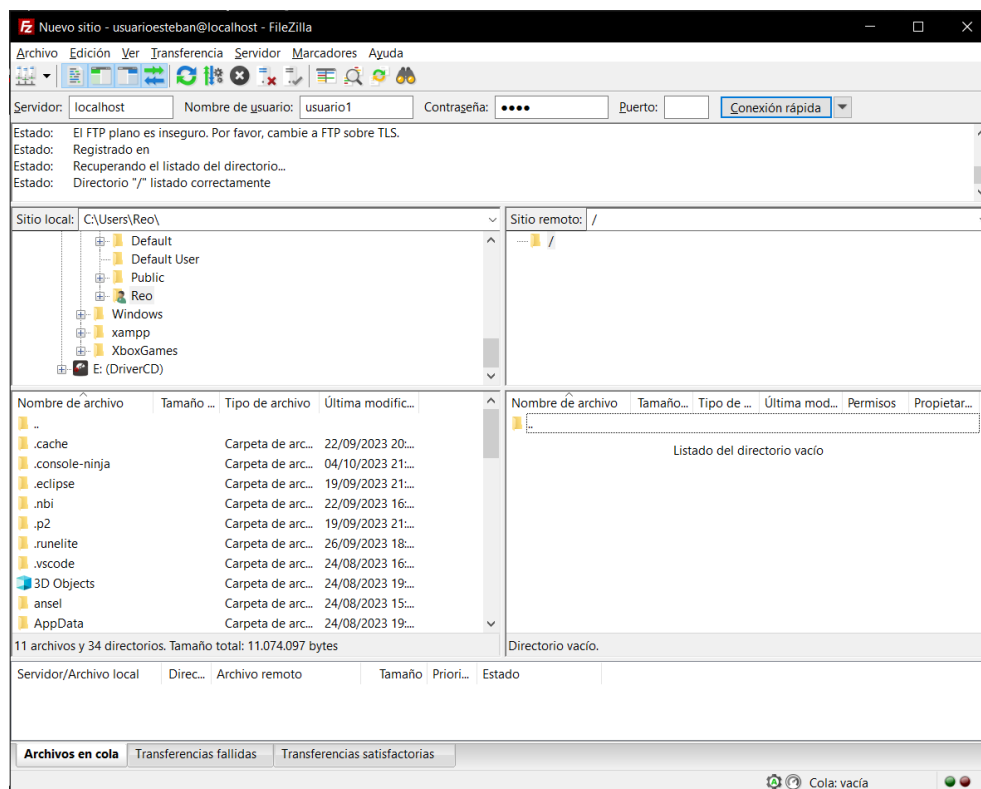 Nuevo sitio - usuarioesteban@localhost - FileZilla
Archivo Edición Ver Transferencia Servidor Marcadores Ayuda
Servidor: localhost Nombre de usuario: usuario1 Contraseña: •••• Puerto: Conexión rápida
Estado: El FTP plano es inseguro. Por favor, cambie a FTP sobre TLS.
Estado: Registrado en
Estado: Recuperando el listado del directorio...
Estado: Directorio "/" listado correctamente
Sitio local: C:\Users\Reo\
Default
Default User
Public
Reo
Windows
xampp
XboxGames
E: (DriverCD)
Sitio remoto: /
/
Nombre de archivo Tamaño ... Tipo de archivo Última modific...
..
.cache Carpeta de arc... 22/09/2023 20:...
.console-ninja Carpeta de arc... 04/10/2023 21:...
.eclipse Carpeta de arc... 19/09/2023 21:...
.nbi Carpeta de arc... 22/09/2023 16:...
.p2 Carpeta de arc... 19/09/2023 21:...
.runelite Carpeta de arc... 26/09/2023 18:...
.vscode Carpeta de arc... 24/08/2023 16:...
3D Objects Carpeta de arc... 24/08/2023 19:...
ansel Carpeta de arc... 24/08/2023 15:...
AppData Carpeta de arc... 24/08/2023 19:...
11 archivos y 34 directorios. Tamaño total: 11.074.097 bytes
Nombre de archivo Tamaño... Tipo de ... Última mod... Permisos Propietar...
..
Listado del directorio vacío
Directorio vacío.
Servidor/Archivo local Direc... Archivo remoto Tamaño Priori... Estado
Archivos en cola Transferencias fallidas Transferencias satisfactorias
Cola: vacía